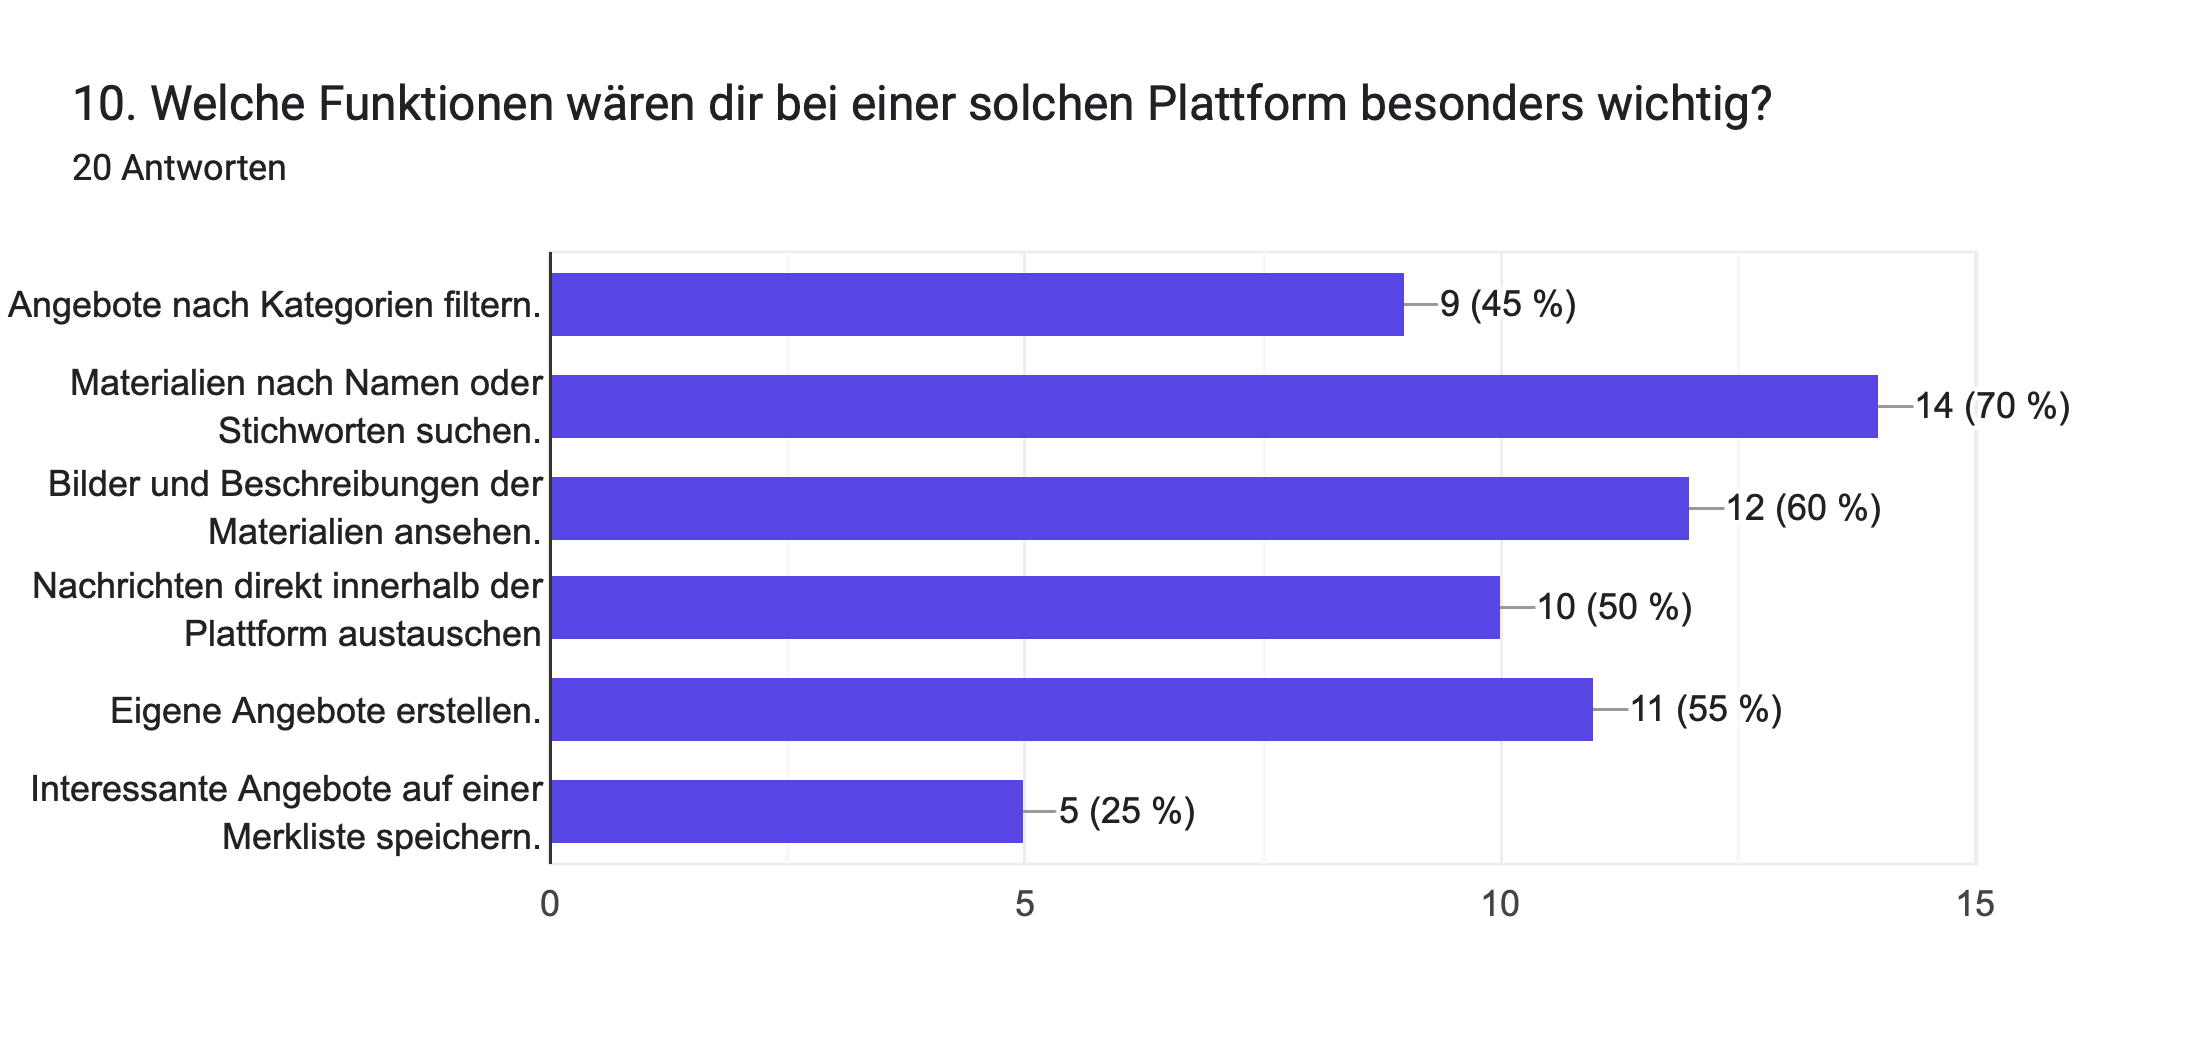 10. Welche Funktionen wären dir bei einer solchen Plattform besonders wichtig?
20 Antworten
Angebote nach Kategorien filtern.
9 (45 %)
Materialien nach Namen oder
Stichworten suchen.
14 (70 %)
Bilder und Beschreibungen der
Materialien ansehen.
12 (60 %)
Nachrichten direkt innerhalb der
Plattform austauschen
10 (50 %)
Eigene Angebote erstellen.
11 (55 %)
Interessante Angebote auf einer
Merkliste speichern.
5 (25 %)
0 5 10 15